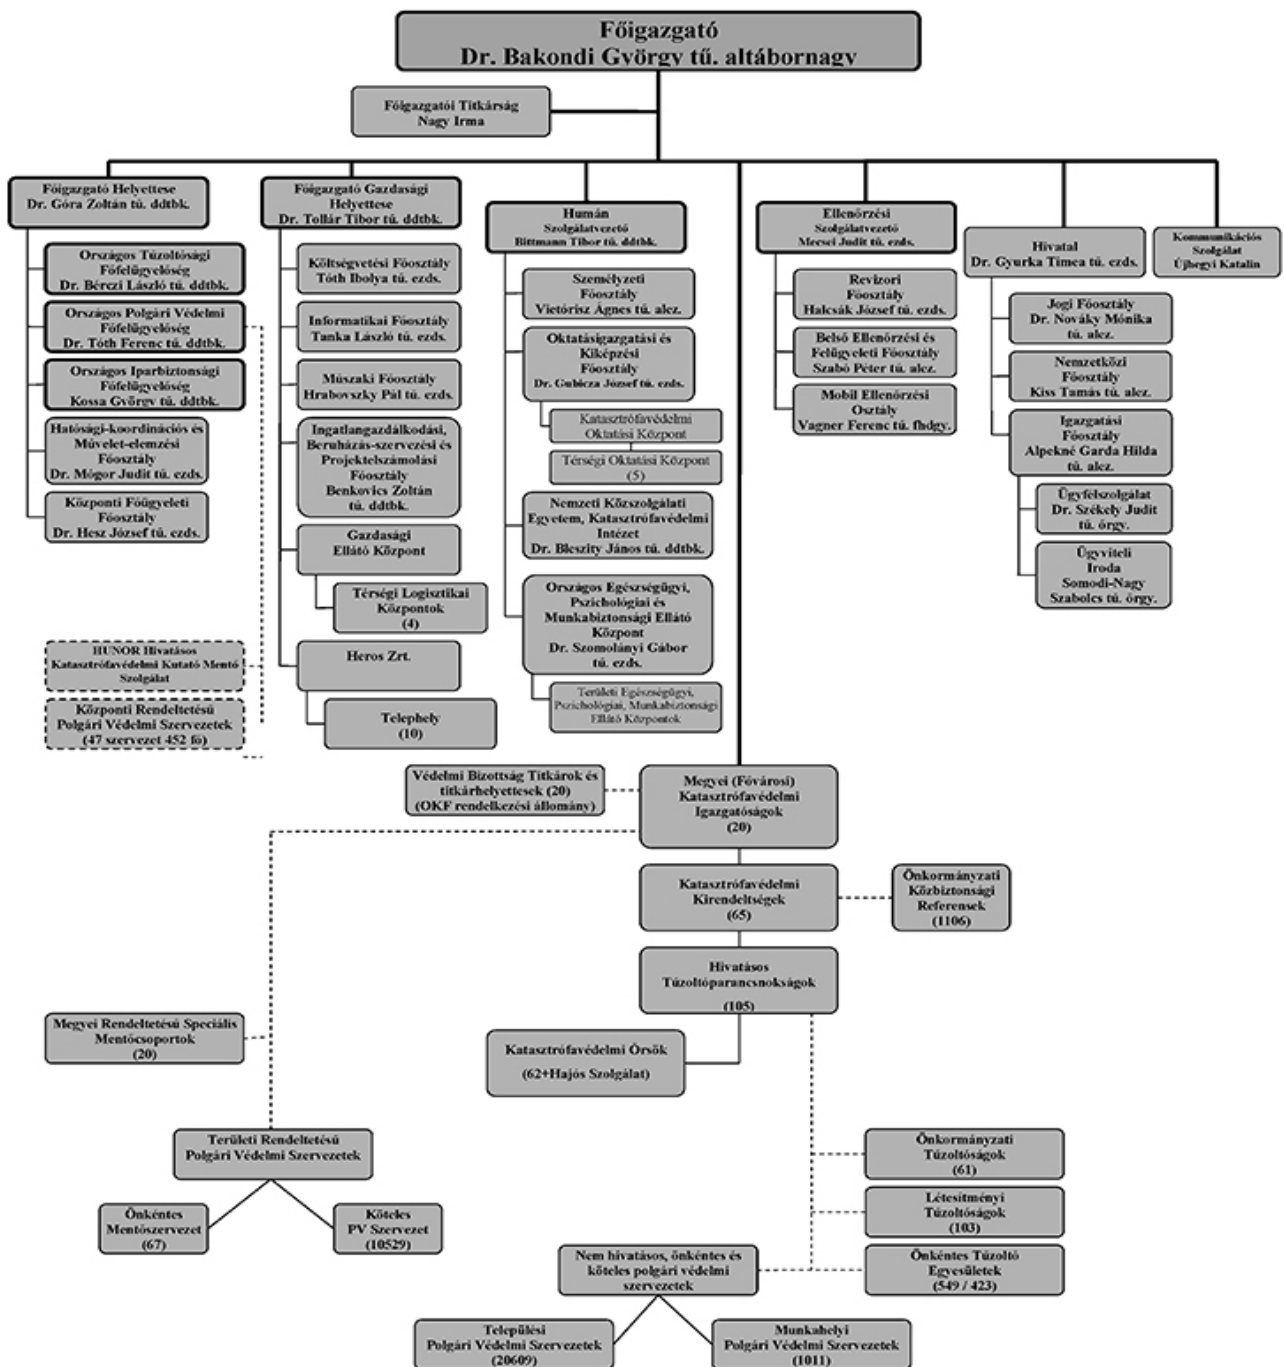 Főigazgató
Dr. Bakondi György tű. altábornagy
Főigazgatói Titkárság
Nagy Irma
Főigazgató Helyettese
Dr. Góra Zoltán tű. ddtbk.
Országos Tűzoltósági
Főfelügyelőség
Dr. Bérczi László tű. ddtbk.
Országos Polgári Védelmi
Főfelügyelőség
Dr. Tóth Ferenc tű. ddtbk.
Országos Iparbiztonsági
Főfelügyelőség
Kossa György tű. ddtbk.
Hatósági-koordinációs és
Művelet-elemzési
Főosztály
Dr. Mógor Judit tű. ezds.
Központi Főügyeleti
Főosztály
Dr. Hesz József tű. ezds.
HUNOR Hivatásos
Katasztrófavédelmi Kutató Mentő
Szolgálat
Központi Rendeltetésű
Polgári Védelmi Szervezetek
(47 szervezet 452 fő)
Főigazgató Gazdasági
Helyettese
Dr. Tollár Tibor tű. ddtbk.
Költségvetési Főosztály
Tóth Ibolya tű. ezds.
Informatikai Főosztály
Tanka László tű. ezds.
Műszaki Főosztály
Hrabovszky Pál tű. ezds.
Ingatlangazdálkodási,
Beruházás-szervezési és
Projektelszámolási
Főosztály
Benkovics Zoltán
tű. ddtbk.
Gazdasági
Ellátó Központ
Térségi Logisztikai
Központok
(4)
Heros Zrt.
Telephely
(10)
Humán
Szolgálatvezető
Bittmann Tibor tű. ddtbk.
Személyzeti
Főosztály
Vietórisz Ágnes tű. alez.
Oktatásigazgatási és
Kiképzési
Főosztály
Dr. Gubicza József tű. ezds.
Katasztrófavédelmi
Oktatási Központ
Térségi Oktatási Központ
(5)
Nemzeti Közszolgálati
Egyetem, Katasztrófavédelmi
Intézet
Dr. Bleszity János tű. ddtbk.
Országos Egészségügyi,
Pszichológiai és
Munkabiztonsági Ellátó
Központ
Dr. Szomolányi Gábor
tű. ezds.
Területi Egészségügyi,
Pszichológiai, Munkabiztonsági
Ellátó Központok
Ellenőrzési
Szolgálatvezető
Mecsei Judit tű. ezds.
Revizori
Főosztály
Halcsák József tű. ezds.
Belső Ellenőrzési és
Felügyeleti Főosztály
Szabó Péter tű. alez.
Mobil Ellenőrzési
Osztály
Vagner Ferenc tű. fhdgy.
Hivatal
Dr. Gyurka Tímea tű. ezds.
Jogi Főosztály
Dr. Nováky Mónika
tű. alez.
Nemzetközi
Főosztály
Kiss Tamás tű. alez.
Igazgatási
Főosztály
Alpekné Garda Hilda
tű. alez.
Ügyfélszolgálat
Dr. Székely Judit
tű. őrgy.
Ügyviteli
Iroda
Somodi-Nagy
Szabolcs tű. őrgy.
Kommunikációs
Szolgálat
Újhegyi Katalin
Védelmi Bizottság Titkárok és
titkárhelyettesek (20)
(OKF rendelkezési állomány)
Megyei (Fővárosi)
Katasztrófavédelmi
Igazgatóságok
(20)
Katasztrófavédelmi
Kirendeltségek
(65)
Önkormányzati
Közbiztonsági
Referensek
(1106)
Hivatásos
Tűzoltóparancsnokságok
(105)
Megyei Rendeltetésű Speciális
Mentőcsoportok
(20)
Katasztrófavédelmi Őrsök
(62+Hajós Szolgálat)
Területi Rendeltetésű
Polgári Védelmi Szervezetek
Önkéntes
Mentőszervezet
(67)
Köteles
PV Szervezet
(10529)
Önkormányzati
Tűzoltóságok
(61)
Létesítményi
Tűzoltóságok
(103)
Önkéntes Tűzoltó
Egyesületek
(549 / 423)
Nem hivatásos, önkéntes és
köteles polgári védelmi
szervezetek
Települési
Polgári Védelmi Szervezetek
(20609)
Munkahelyi
Polgári Védelmi Szervezetek
(1011)